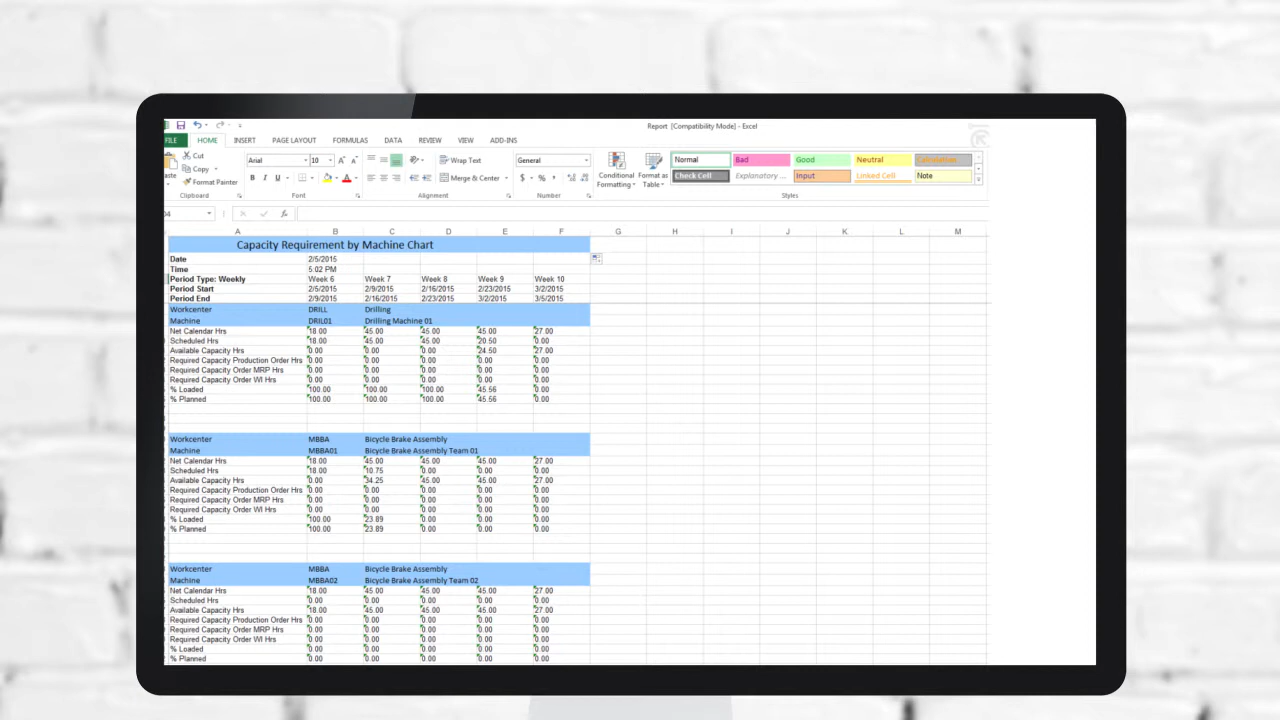 Report [Compatibility Mode] - Excel
FILE HOME INSERT PAGE LAYOUT FORMULAS DATA REVIEW VIEW ADD-INS
Cut Arial 10 Wrap Text General Normal Bad Good Neutral Calculation
Copy Conditional Format as
Format Painter B I U Merge & Center $ % , Formatting Table Check Cell Explanatory ... Input Linked Cell Note
Clipboard Font Alignment Number Styles
A B C D E F G H I J K L M
Capacity Requirement by Machine Chart
Date 2/5/2015
Time 5:02 PM
Period Type: Weekly Week 6 Week 7 Week 8 Week 9 Week 10
Period Start 2/5/2015 2/9/2015 2/16/2015 2/23/2015 3/2/2015
Period End 2/9/2015 2/16/2015 2/23/2015 3/2/2015 3/5/2015
Workcenter DRILL Drilling
Machine DRIL01 Drilling Machine 01
Net Calendar Hrs 18.00 45.00 45.00 45.00 27.00
Scheduled Hrs 18.00 45.00 45.00 20.50 0.00
Available Capacity Hrs 0.00 0.00 0.00 24.50 27.00
Required Capacity Production Order Hrs 0.00 0.00 0.00 0.00 0.00
Required Capacity Order MRP Hrs 0.00 0.00 0.00 0.00 0.00
Required Capacity Order WI Hrs 0.00 0.00 0.00 0.00 0.00
% Loaded 100.00 100.00 100.00 45.56 0.00
% Planned 100.00 100.00 100.00 45.56 0.00
Workcenter MBBA Bicycle Brake Assembly
Machine MBBA01 Bicycle Brake Assembly Team 01
Net Calendar Hrs 18.00 45.00 45.00 45.00 27.00
Scheduled Hrs 18.00 10.75 0.00 0.00 0.00
Available Capacity Hrs 0.00 34.25 45.00 45.00 27.00
Required Capacity Production Order Hrs 0.00 0.00 0.00 0.00 0.00
Required Capacity Order MRP Hrs 0.00 0.00 0.00 0.00 0.00
Required Capacity Order WI Hrs 0.00 0.00 0.00 0.00 0.00
% Loaded 100.00 23.89 0.00 0.00 0.00
% Planned 100.00 23.89 0.00 0.00 0.00
Workcenter MBBA Bicycle Brake Assembly
Machine MBBA02 Bicycle Brake Assembly Team 02
Net Calendar Hrs 18.00 45.00 45.00 45.00 27.00
Scheduled Hrs 0.00 0.00 0.00 0.00 0.00
Available Capacity Hrs 18.00 45.00 45.00 45.00 27.00
Required Capacity Production Order Hrs 0.00 0.00 0.00 0.00 0.00
Required Capacity Order MRP Hrs 0.00 0.00 0.00 0.00 0.00
Required Capacity Order WI Hrs 0.00 0.00 0.00 0.00 0.00
% Loaded 0.00 0.00 0.00 0.00 0.00
% Planned 0.00 0.00 0.00 0.00 0.00